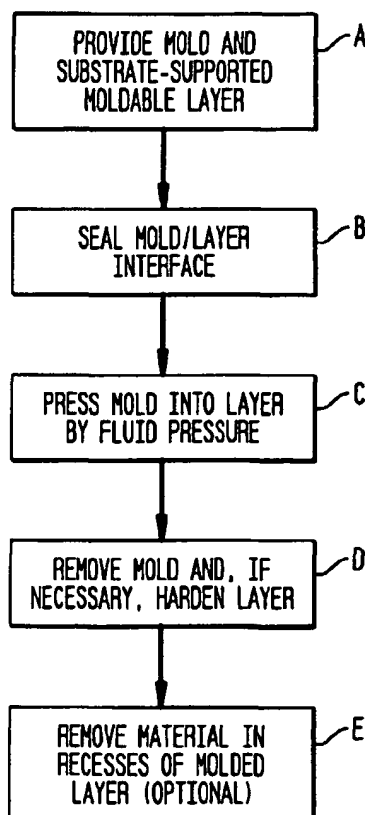 PROVIDE MOLD AND
SUBSTRATE-SUPPORTED
MOLDABLE LAYER
A
SEAL MOLD/LAYER
INTERFACE
B
PRESS MOLD INTO LAYER
BY FLUID PRESSURE
C
REMOVE MOLD AND, IF
NECESSARY, HARDEN LAYER
D
REMOVE MATERIAL IN
RECESSES OF MOLDED
LAYER (OPTIONAL)
E